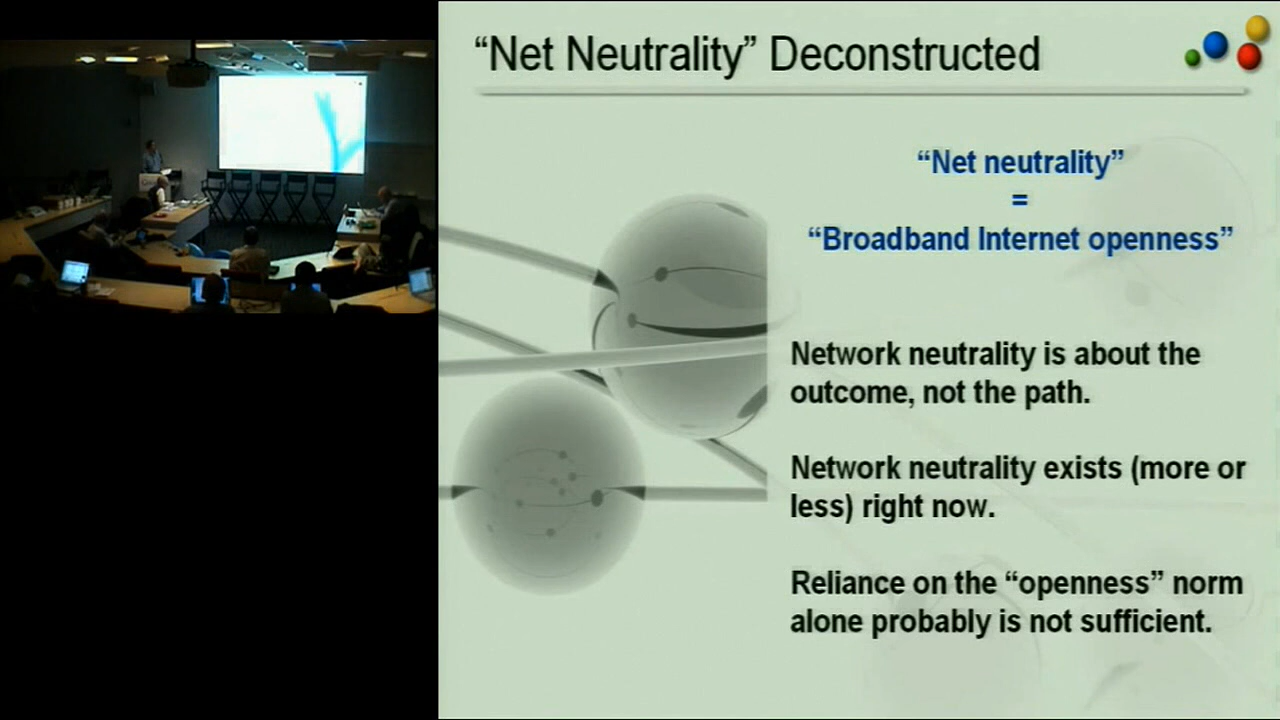 “Net Neutrality” Deconstructed
“Net neutrality”
=
“Broadband Internet openness”
Network neutrality is about the
outcome, not the path.
Network neutrality exists (more or
less) right now.
Reliance on the “openness” norm
alone probably is not sufficient.